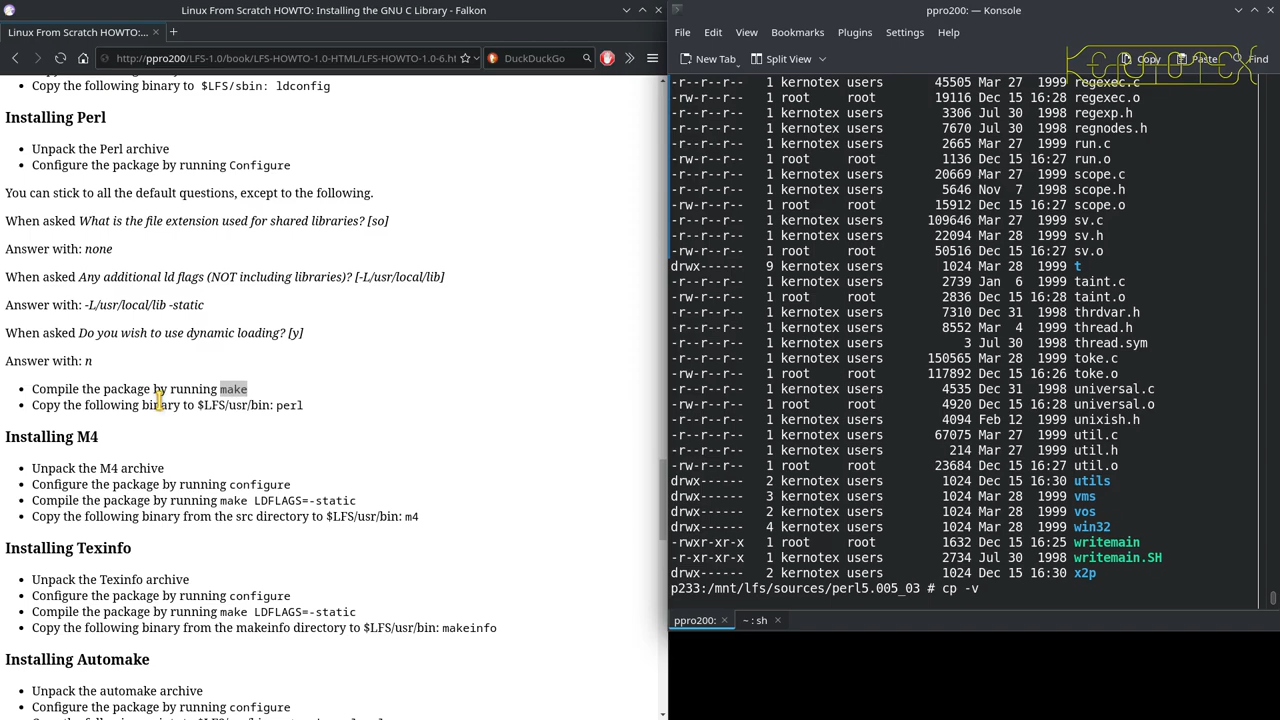 Linux From Scratch HOWTO: Installing the GNU C Library - Falkon
Linux From Scratch HOWTO:...
http://ppro200/LFS-1.0/book/LFS-HOWTO-1.0-HTML/LFS-HOWTO-1.0-6.ht
DuckDuckGo
Copy the following binary to $LFS/sbin: ldconfig
Installing Perl
Unpack the Perl archive
Configure the package by running Configure
You can stick to all the default questions, except to the following.
When asked What is the file extension used for shared libraries? [so]
Answer with: none
When asked Any additional ld flags (NOT including libraries)? [-L/usr/local/lib]
Answer with: -L/usr/local/lib -static
When asked Do you wish to use dynamic loading? [y]
Answer with: n
Compile the package by running make
Copy the following binary to $LFS/usr/bin: perl
Installing M4
Unpack the M4 archive
Configure the package by running configure
Compile the package by running make LDFLAGS=-static
Copy the following binary from the src directory to $LFS/usr/bin: m4
Installing Texinfo
Unpack the Texinfo archive
Configure the package by running configure
Compile the package by running make LDFLAGS=-static
Copy the following binary from the makeinfo directory to $LFS/usr/bin: makeinfo
Installing Automake
Unpack the automake archive
Configure the package by running configure
ppro200: — Konsole
File Edit View Bookmarks Plugins Settings Help
New Tab Split View Copy Paste Find
-r--r--r-- 1 kernotex users 45505 Mar 27 1999 regexec.c
-rw-r--r-- 1 root root 19116 Dec 15 16:28 regexec.o
-r--r--r-- 1 kernotex users 3306 Jul 30 1998 regexp.h
-r--r--r-- 1 kernotex users 7670 Jul 30 1998 regnodes.h
-r--r--r-- 1 kernotex users 2665 Mar 27 1999 run.c
-rw-r--r-- 1 root root 1136 Dec 15 16:27 run.o
-r--r--r-- 1 kernotex users 20669 Mar 27 1999 scope.c
-r--r--r-- 1 kernotex users 5646 Nov 7 1998 scope.h
-rw-r--r-- 1 root root 15912 Dec 15 16:28 scope.o
-r--r--r-- 1 kernotex users 109646 Mar 27 1999 sv.c
-r--r--r-- 1 kernotex users 22094 Mar 28 1999 sv.h
-rw-r--r-- 1 root root 50516 Dec 15 16:27 sv.o
drwx------ 9 kernotex users 1024 Mar 28 1999 t
-r--r--r-- 1 kernotex users 2739 Jan 6 1999 taint.c
-rw-r--r-- 1 root root 2836 Dec 15 16:28 taint.o
-r--r--r-- 1 kernotex users 7310 Dec 31 1998 thrdvar.h
-r--r--r-- 1 kernotex users 8552 Mar 4 1999 thread.h
-r--r--r-- 1 kernotex users 3 Jul 30 1998 thread.sym
-r--r--r-- 1 kernotex users 150565 Mar 28 1999 toke.c
-rw-r--r-- 1 root root 117892 Dec 15 16:26 toke.o
-r--r--r-- 1 kernotex users 4535 Dec 31 1998 universal.c
-rw-r--r-- 1 root root 4920 Dec 15 16:28 universal.o
-r--r--r-- 1 kernotex users 4094 Feb 12 1999 unixish.h
-r--r--r-- 1 kernotex users 67075 Mar 27 1999 util.c
-r--r--r-- 1 kernotex users 214 Mar 27 1999 util.h
-rw-r--r-- 1 root root 23684 Dec 15 16:27 util.o
drwx------ 2 kernotex users 1024 Dec 15 16:30 utils
drwx------ 3 kernotex users 1024 Mar 28 1999 vms
drwx------ 2 kernotex users 1024 Mar 28 1999 vos
drwx------ 4 kernotex users 1024 Mar 28 1999 win32
-rwxr-xr-x 1 root root 1632 Dec 15 16:25 writemain
-r-xr-xr-x 1 kernotex users 2734 Jul 30 1998 writemain.SH
drwx------ 2 kernotex users 1024 Dec 15 16:30 x2p
p233:/mnt/lfs/sources/perl5.005_03 # cp -v
ppro200: ~ : sh